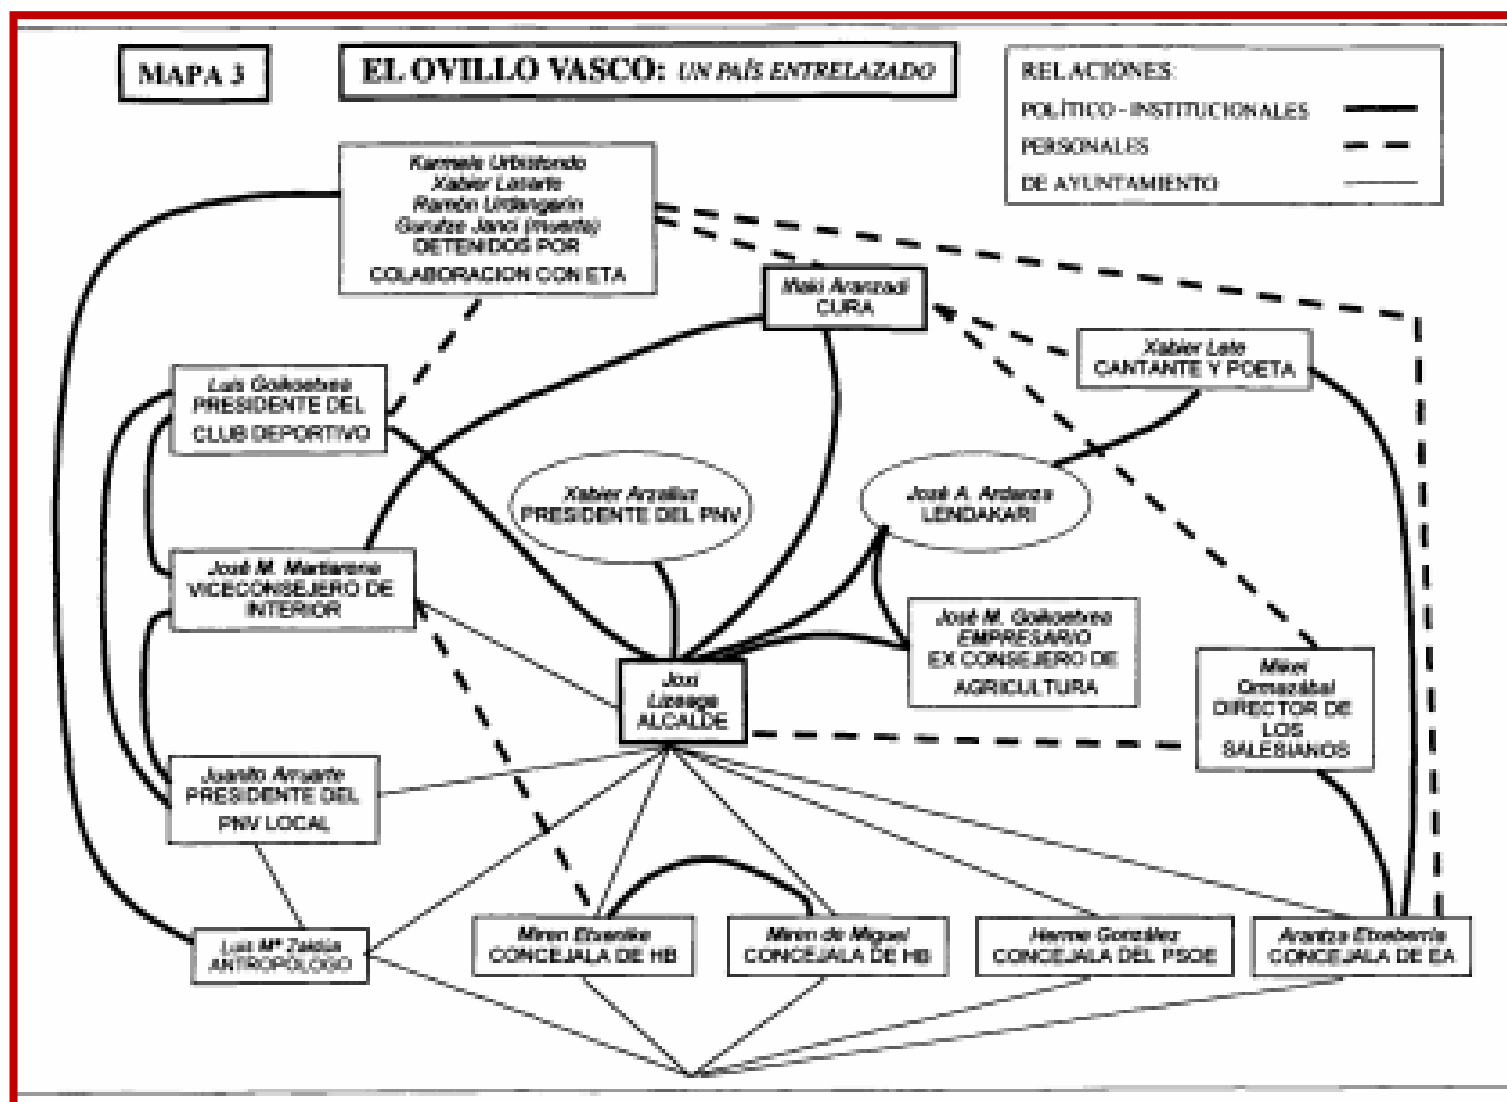 MAPA 3
EL OVILLO VASCO: UN PAÍS ENTRELAZADO
RELACIONES:
POLÍTICO - INSTITUCIONALES
PERSONALES
DE AYUNTAMIENTO
Karmele Urbistondo
Xabier Lasarte
Ramón Urdangarin
Gurutze Janci (muerta)
DETENIDOS POR
COLABORACION CON ETA
Maki Aranzadi
CURA
Xabier Lete
CANTANTE Y POETA
Luis Goikoetxea
PRESIDENTE DEL
CLUB DEPORTIVO
Xabier Arzalluz
PRESIDENTE DEL PNV
José A. Ardanza
LENDAKARI
José M. Martiarena
VICECONSEJERO DE
INTERIOR
José M. Goikoetxea
EMPRESARIO
EX CONSEJERO DE
AGRICULTURA
Joxi
Lizeaga
ALCALDE
Mikel
Ormazábal
DIRECTOR DE
LOS
SALESIANOS
Juanito Arruarte
PRESIDENTE DEL
PNV LOCAL
Luis Mª Zaldúa
ANTROPÓLOGO
Miren Etxenike
CONCEJALA DE HB
Miren de Miguel
CONCEJALA DE HB
Herme González
CONCEJALA DEL PSOE
Arantza Etxeberria
CONCEJALA DE EA